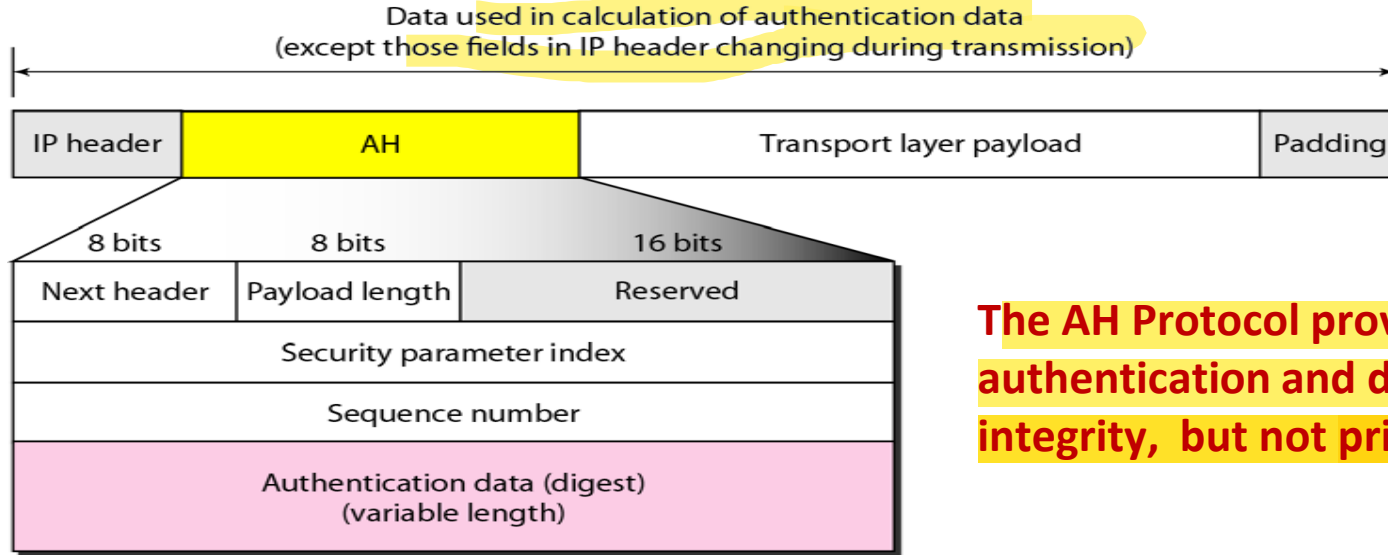 Data used in calculation of authentication data
(except those fields in IP header changing during transmission)
IP header AH Transport layer payload Padding
8 bits 8 bits 16 bits
Next header Payload length Reserved
Security parameter index
Sequence number
Authentication data (digest)
(variable length)
The AH Protocol
authentication and
integrity, but not